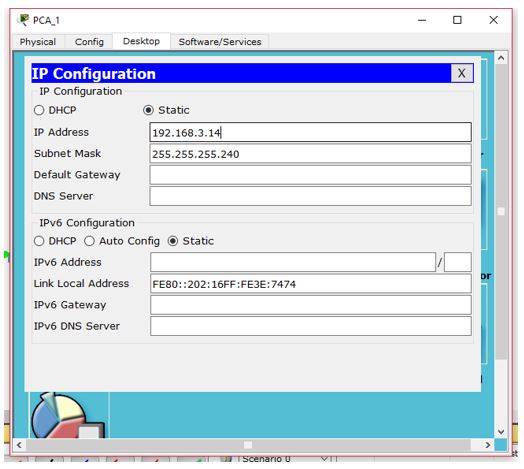 PCA_1
Physical Config Desktop Software/Services
IP Configuration X
IP Configuration
DHCP Static
IP Address 192.168.3.14
Subnet Mask 255.255.255.240
Default Gateway
DNS Server
IPv6 Configuration
DHCP Auto Config Static
IPv6 Address /
Link Local Address FE80::202:16FF:FE3E:7474
IPv6 Gateway
IPv6 DNS Server
Scenario 0